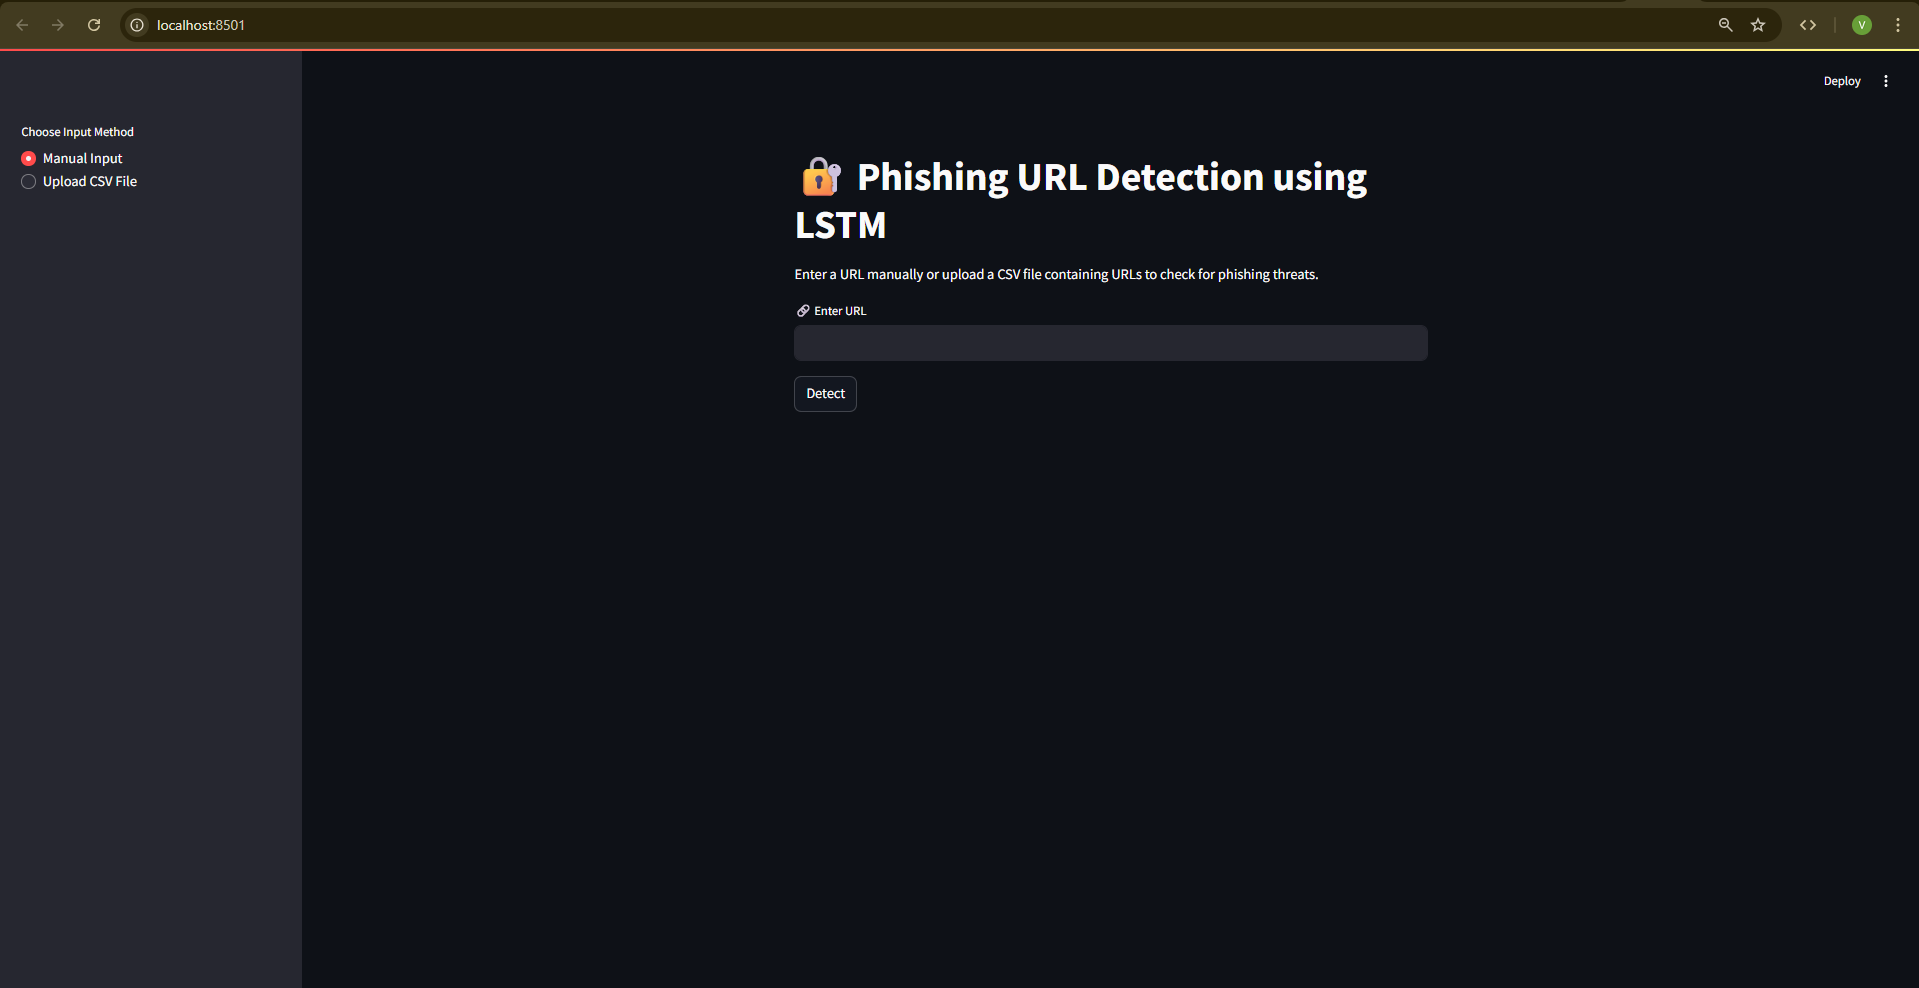 localhost:8501
V
Deploy
Choose Input Method
Manual Input
Upload CSV File
🔐 Phishing URL Detection using
LSTM
Enter a URL manually or upload a CSV file containing URLs to check for phishing threats.
🔗 Enter URL
Detect